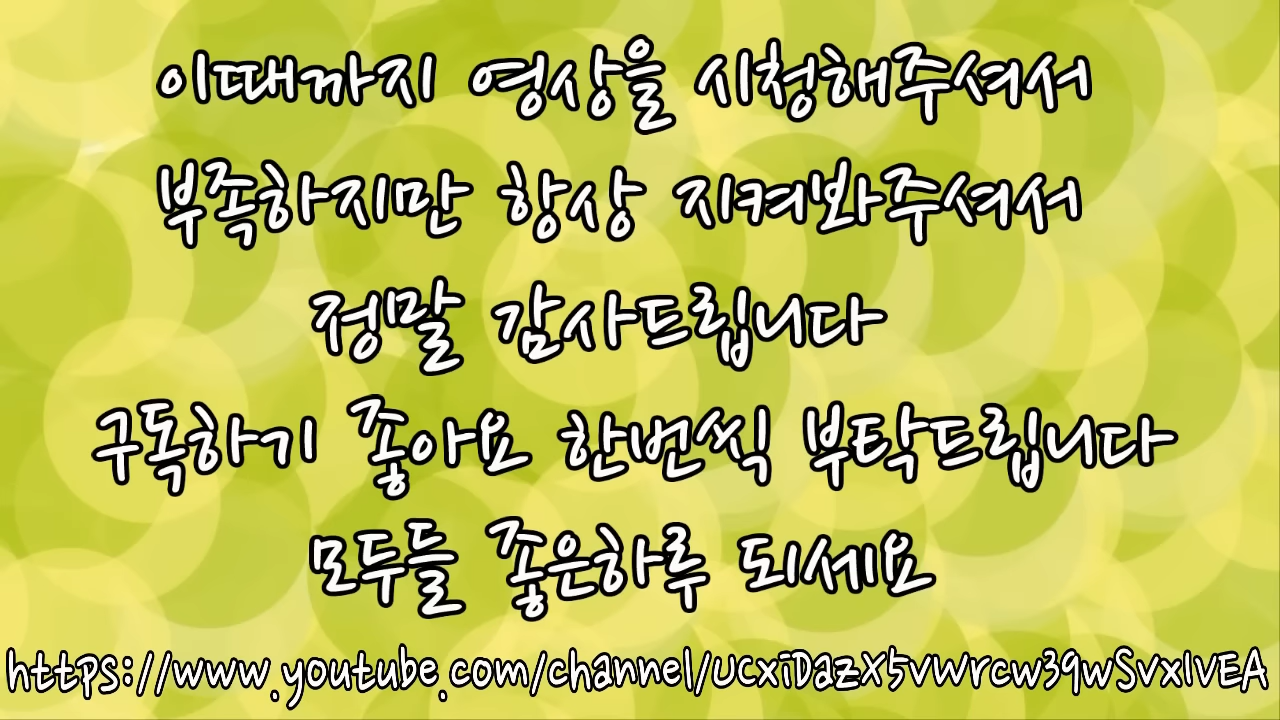 이때까지 영상을 시청해주셔서
부족하지만 항상 지켜봐주셔서
정말 감사드립니다
구독하기 좋아요 한번씩 부탁드립니다
모두들 좋은하루 되세요
https://www.youtube.com/channel/UCxiDazX5VWrcw39wSvxIVEA